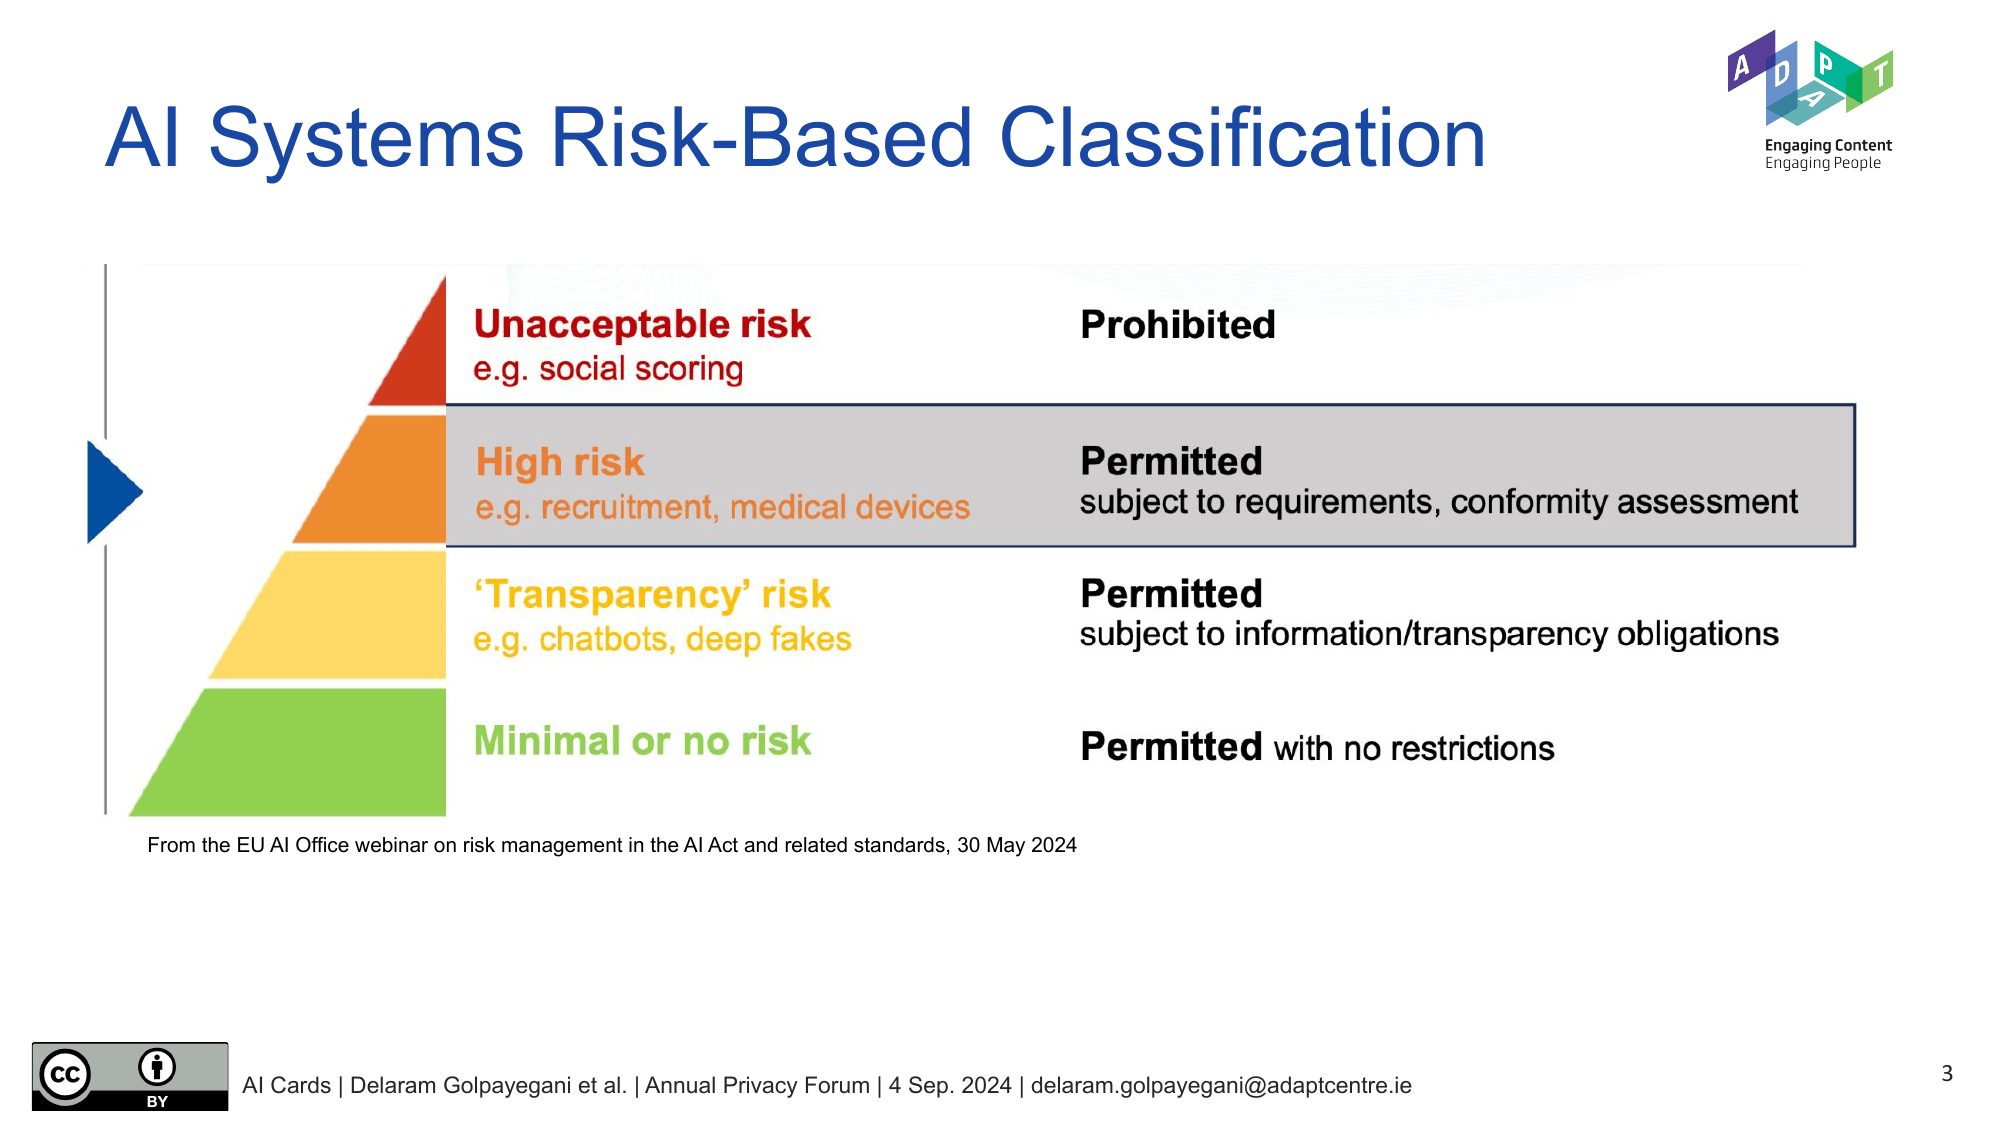 ADAPT
Engaging Content
Engaging People
AI Systems Risk-Based Classification
Unacceptable risk
e.g. social scoring
Prohibited
High risk
e.g. recruitment, medical devices
Permitted
subject to requirements, conformity assessment
‘Transparency’ risk
e.g. chatbots, deep fakes
Permitted
subject to information/transparency obligations
Minimal or no risk
Permitted with no restrictions
From the EU AI Office webinar on risk management in the AI Act and related standards, 30 May 2024
cc
BY
AI Cards | Delaram Golpayegani et al. | Annual Privacy Forum | 4 Sep. 2024 | delaram.golpayegani@adaptcentre.ie
3